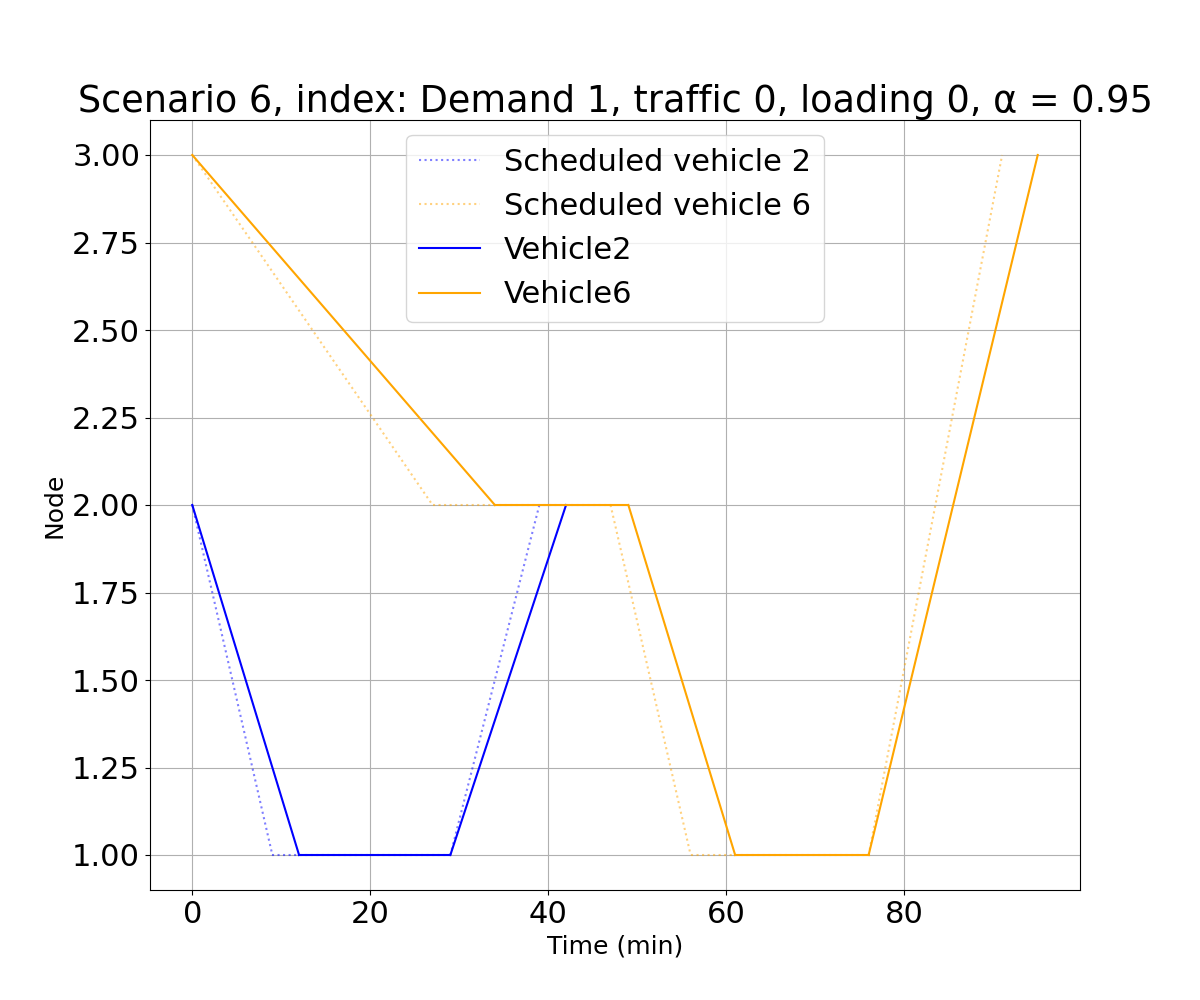 Scenario 6, index: Demand 1, traffic 0, loading 0, α = 0.95
3.00
2.75
2.50
2.25
2.00
1.75
1.50
1.25
1.00
Node
Scheduled vehicle 2
Scheduled vehicle 6
Vehicle2
Vehicle6
0 20 40 60 80
Time (min)